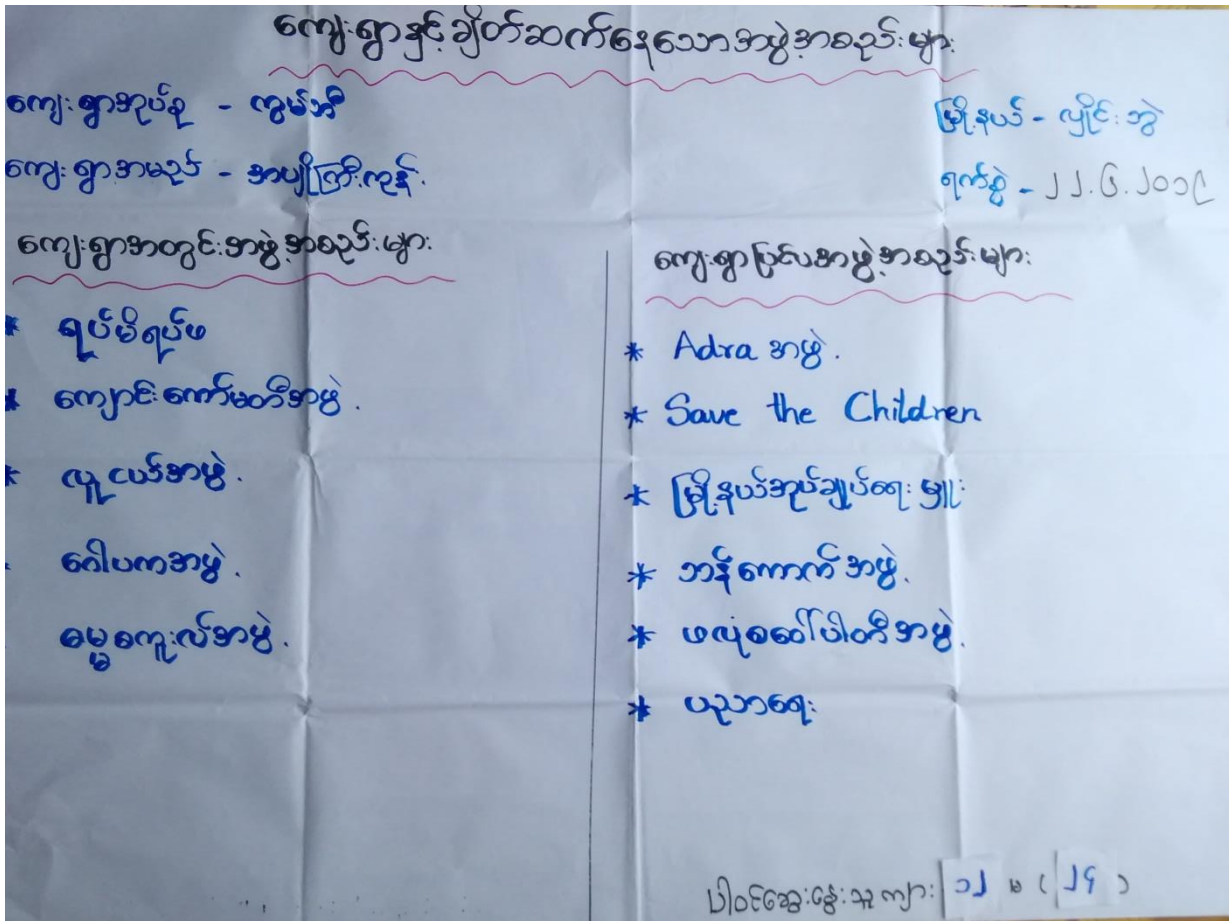 ကျေးရွာနှင့်ချိတ်ဆက်နေသောအဖွဲ့အစည်းများ
ကျေးရွာအုပ်စု - ကွမ်ဘီ
မြို့နယ် - လှိုင်းဘွဲ
ကျေးရွာအမည် - အပျိုကြီးကုန်း
ရက်စွဲ - ၂၂.၆.၂၀၁၉
ကျေးရွာအတွင်းအဖွဲ့အစည်းများ
* ရပ်မိရပ်ဖ
* ကျောင်းကော်မတီအဖွဲ့.
* လူငယ်အဖွဲ့.
ဂေါပကအဖွဲ့.
ဓမ္မစကူးလ်အဖွဲ့.
ကျေးရွာပြင်ပအဖွဲ့အစည်းများ
* Adra အဖွဲ့.
* Save the Children
* မြို့နယ်အုပ်ချုပ်ရေးမှူး
* ဘန်ကောက်အဖွဲ့.
* ဖလုံစဝေါ်ပါတီအဖွဲ့.
* ပညာရေး
ပါဝင်ဆွေးနွေးသူ ကျား ၁၂ မ ( ၂၄ )